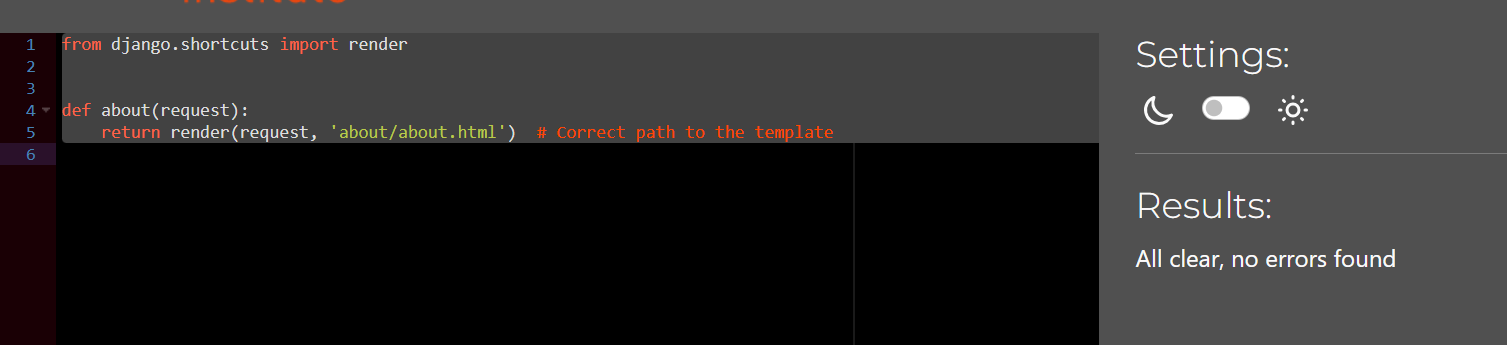 1 from django.shortcuts import render
2
3
4 def about(request):
5     return render(request, 'about/about.html')  # Correct path to the template
6
Settings:
Results:
All clear, no errors found